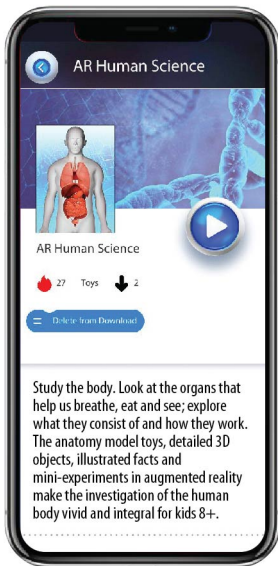 AR Human Science
AR Human Science
27 Toys 2
Delete from Download
Study the body. Look at the organs that
help us breathe, eat and see; explore
what they consist of and how they work.
The anatomy model toys, detailed 3D
objects, illustrated facts and
mini-experiments in augmented reality
make the investigation of the human
body vivid and integral for kids 8+.